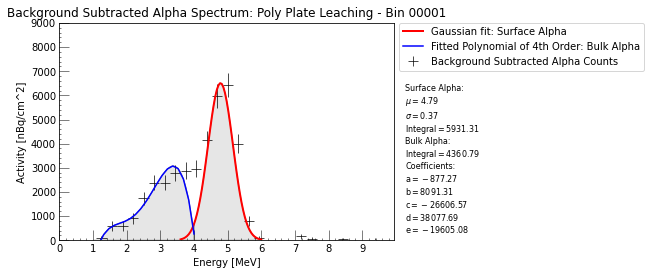 Background Subtracted Alpha Spectrum: Poly Plate Leaching - Bin 00001
Activity [nBq/cm^2]
9000
8000
7000
6000
5000
4000
3000
2000
1000
0
0 1 2 3 4 5 6 7 8 9
Energy [MeV]
Gaussian fit: Surface Alpha
Fitted Polynomial of 4th Order: Bulk Alpha
Background Subtracted Alpha Counts
Surface Alpha:
μ = 4.79
σ = 0.37
Integral = 5931.31
Bulk Alpha:
Integral = 4360.79
Coefficients:
a = −877.27
b = 8091.31
c = −26606.57
d = 38077.69
e = −19605.08